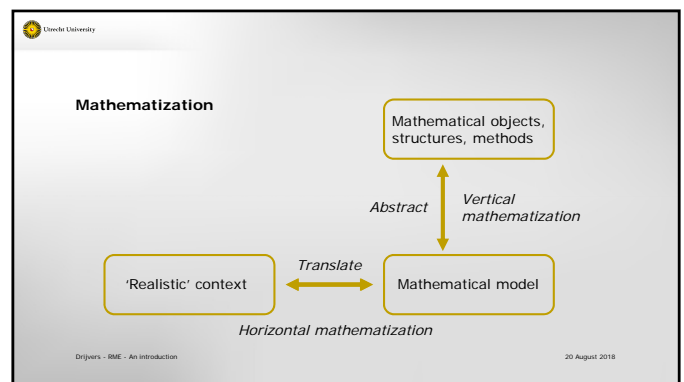 Utrecht University
Mathematization
Mathematical objects,
structures, methods
Abstract
Vertical
mathematization
'Realistic' context
Translate
Mathematical model
Horizontal mathematization
Drijvers - RME - An introduction
20 August 2018